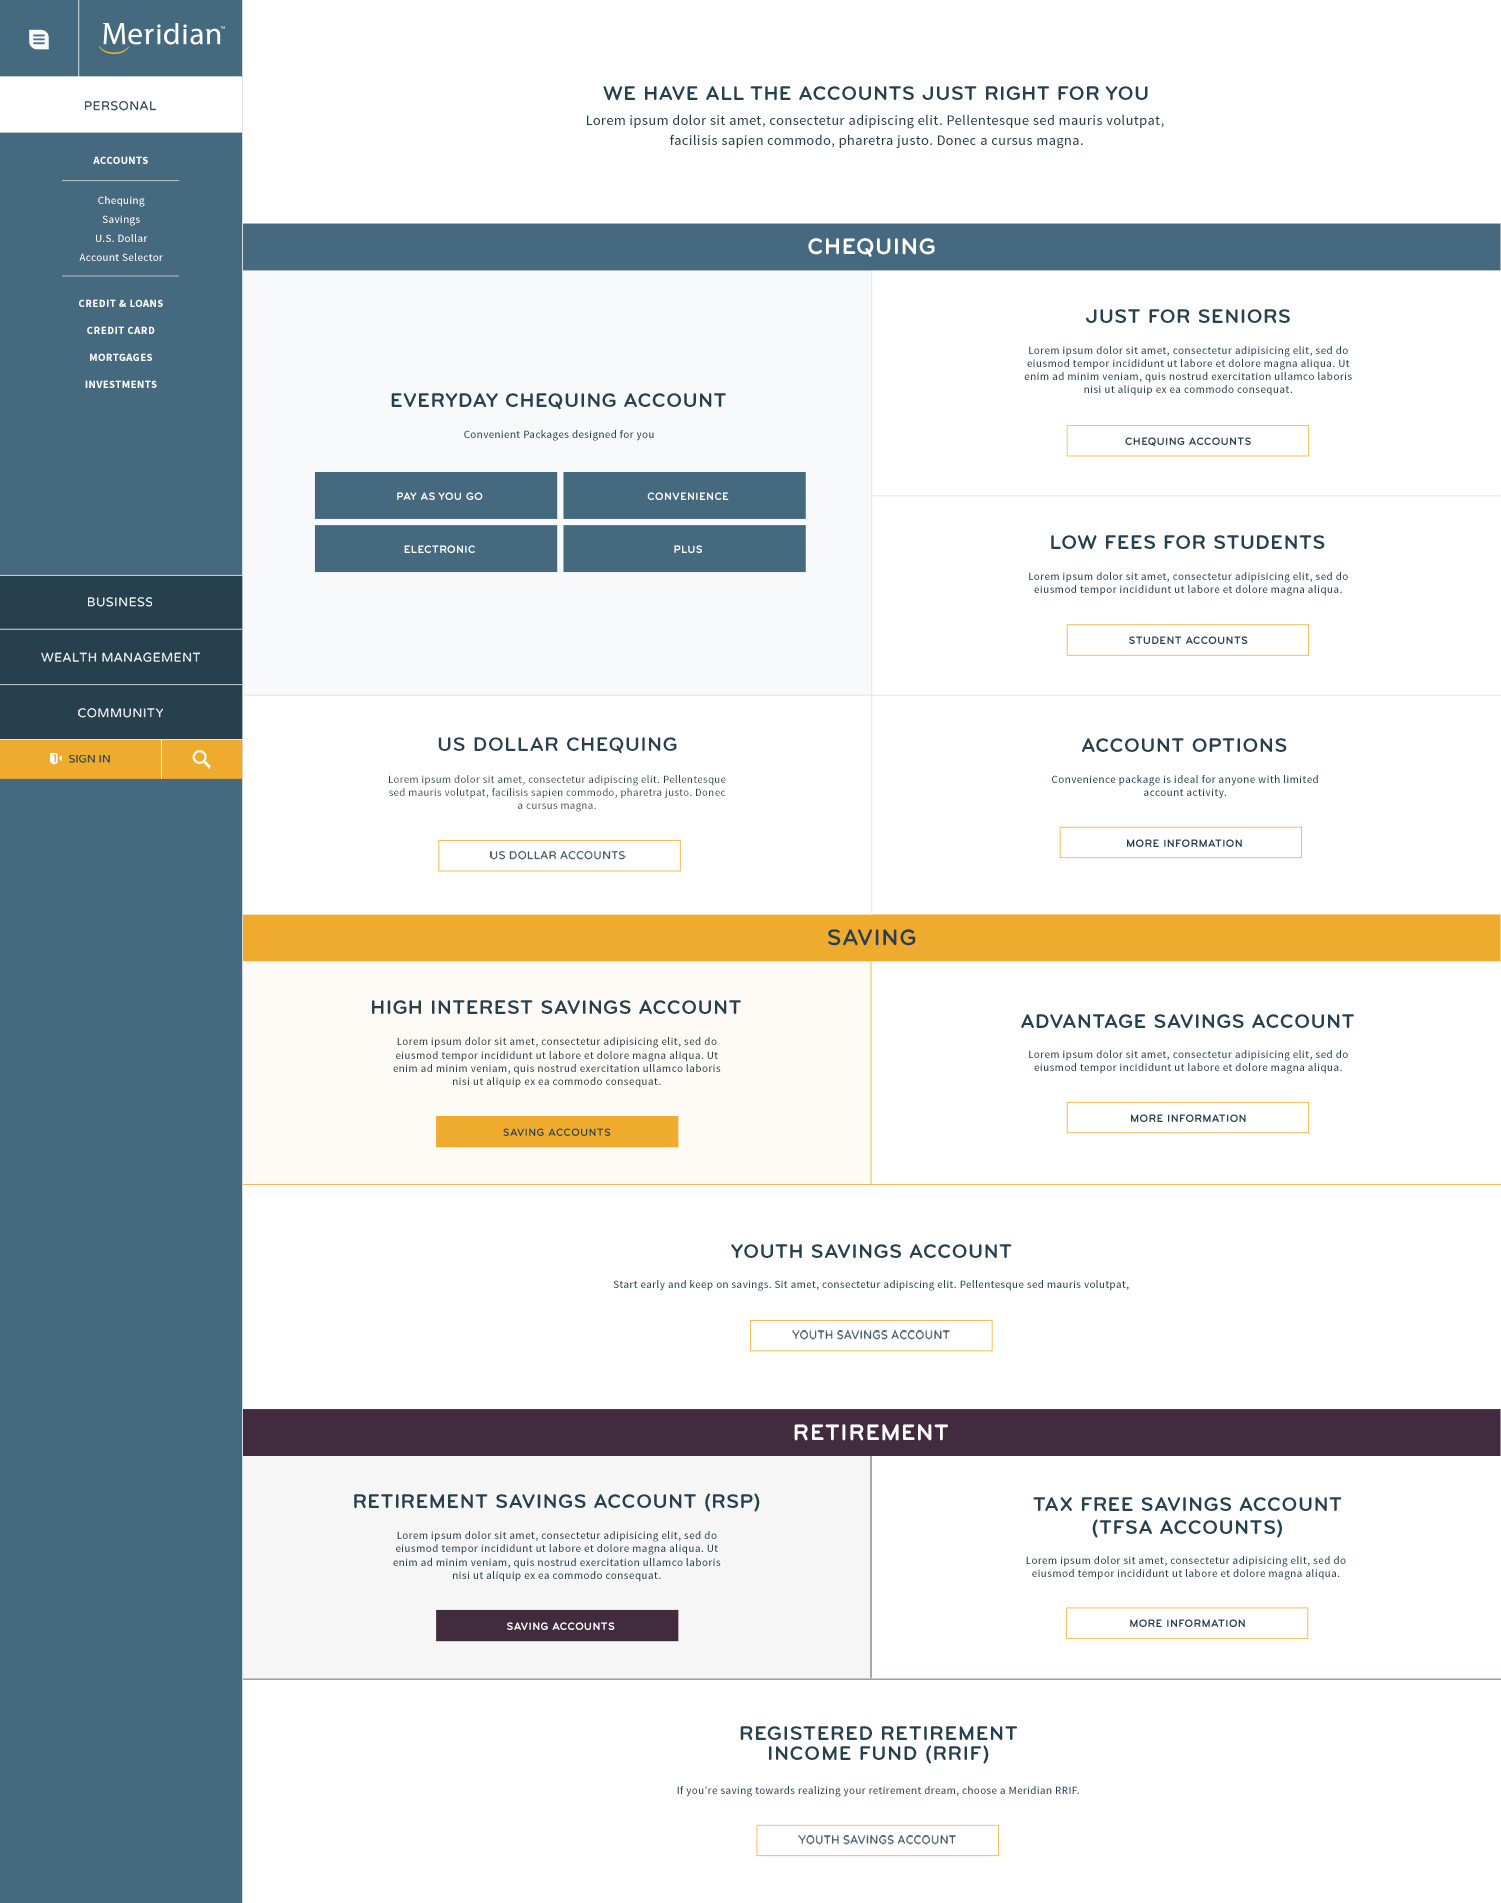 Meridian™
PERSONAL
ACCOUNTS
Chequing
Savings
U.S. Dollar
Account Selector
CREDIT & LOANS
CREDIT CARD
MORTGAGES
INVESTMENTS
BUSINESS
WEALTH MANAGEMENT
COMMUNITY
SIGN IN
WE HAVE ALL THE ACCOUNTS JUST RIGHT FOR YOU
Lorem ipsum dolor sit amet, consectetur adipiscing elit. Pellentesque sed mauris volutpat,
facilisis sapien commodo, pharetra justo. Donec a cursus magna.
CHEQUING
EVERYDAY CHEQUING ACCOUNT
Convenient Packages designed for you
PAY AS YOU GO
CONVENIENCE
ELECTRONIC
PLUS
JUST FOR SENIORS
Lorem ipsum dolor sit amet, consectetur adipisicing elit, sed do
eiusmod tempor incididunt ut labore et dolore magna aliqua. Ut
enim ad minim veniam, quis nostrud exercitation ullamco laboris
nisi ut aliquip ex ea commodo consequat.
CHEQUING ACCOUNTS
LOW FEES FOR STUDENTS
Lorem ipsum dolor sit amet, consectetur adipisicing elit, sed do
eiusmod tempor incididunt ut labore et dolore magna aliqua.
STUDENT ACCOUNTS
US DOLLAR CHEQUING
Lorem ipsum dolor sit amet, consectetur adipiscing elit. Pellentesque
sed mauris volutpat, facilisis sapien commodo, pharetra justo. Donec
a cursus magna.
US DOLLAR ACCOUNTS
ACCOUNT OPTIONS
Convenience package is ideal for anyone with limited
account activity.
MORE INFORMATION
SAVING
HIGH INTEREST SAVINGS ACCOUNT
Lorem ipsum dolor sit amet, consectetur adipisicing elit, sed do
eiusmod tempor incididunt ut labore et dolore magna aliqua. Ut
enim ad minim veniam, quis nostrud exercitation ullamco laboris
nisi ut aliquip ex ea commodo consequat.
SAVING ACCOUNTS
ADVANTAGE SAVINGS ACCOUNT
Lorem ipsum dolor sit amet, consectetur adipisicing elit, sed do
eiusmod tempor incididunt ut labore et dolore magna aliqua.
MORE INFORMATION
YOUTH SAVINGS ACCOUNT
Start early and keep on savings. Sit amet, consectetur adipiscing elit. Pellentesque sed mauris volutpat,
YOUTH SAVINGS ACCOUNT
RETIREMENT
RETIREMENT SAVINGS ACCOUNT (RSP)
Lorem ipsum dolor sit amet, consectetur adipisicing elit, sed do
eiusmod tempor incididunt ut labore et dolore magna aliqua. Ut
enim ad minim veniam, quis nostrud exercitation ullamco laboris
nisi ut aliquip ex ea commodo consequat.
SAVING ACCOUNTS
TAX FREE SAVINGS ACCOUNT
(TFSA ACCOUNTS)
Lorem ipsum dolor sit amet, consectetur adipisicing elit, sed do
eiusmod tempor incididunt ut labore et dolore magna aliqua.
MORE INFORMATION
REGISTERED RETIREMENT
INCOME FUND (RRIF)
If you're saving towards realizing your retirement dream, choose a Meridian RRIF.
YOUTH SAVINGS ACCOUNT